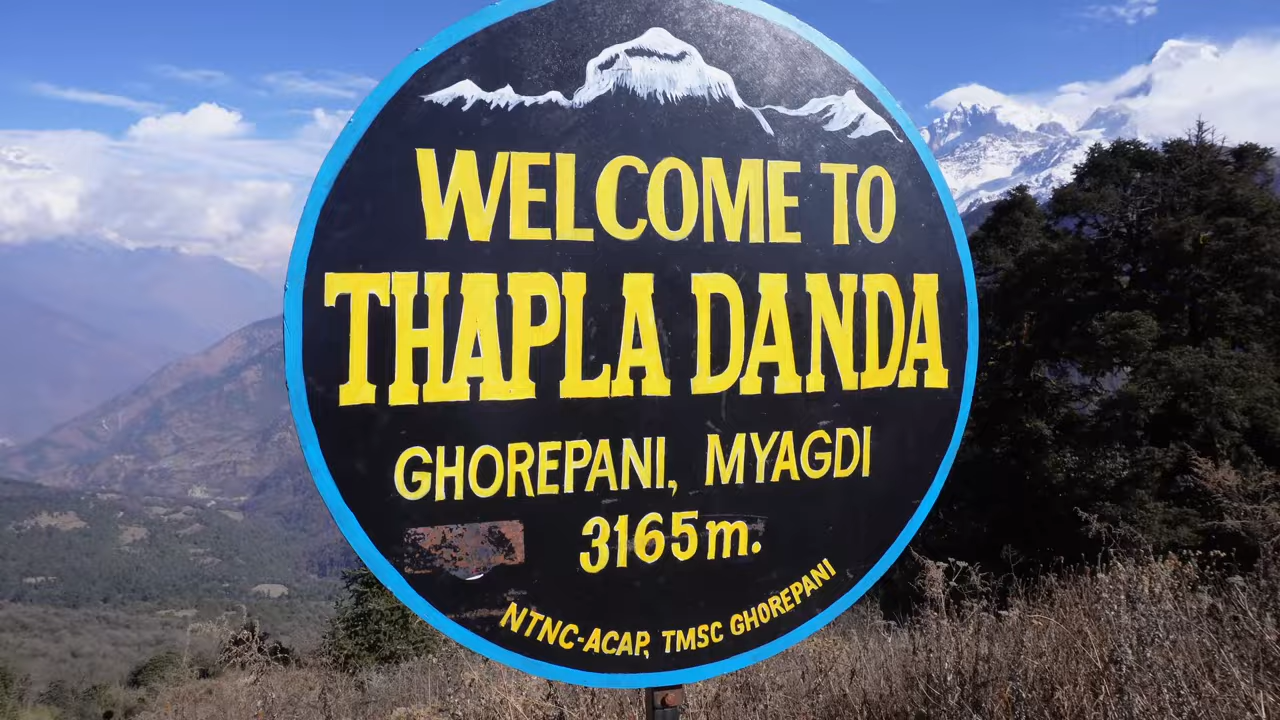 WELCOME TO
THAPLA DANDA
GHOREPANI, MYAGDI
3165m.
NTNC-ACAP, TMSC GHOREPANI